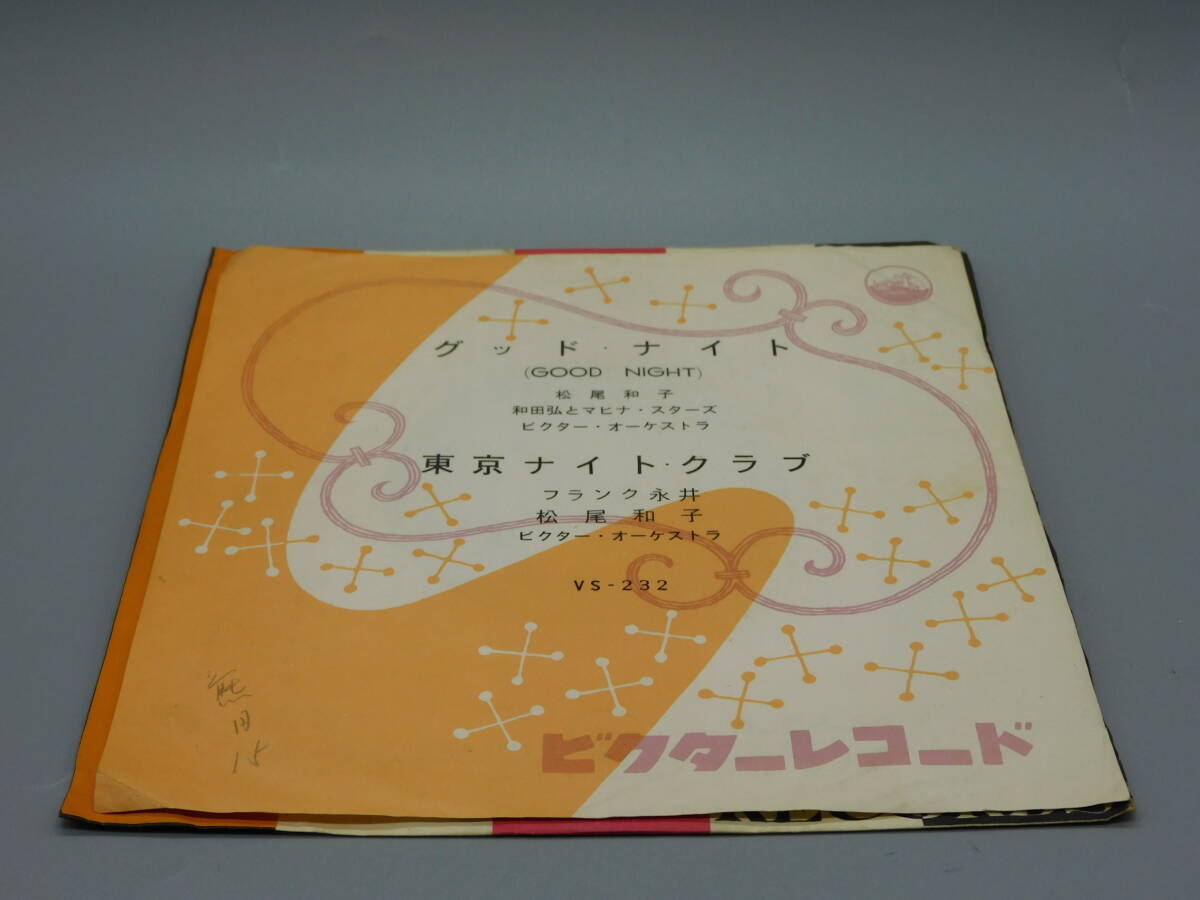 グッド・ナイト
(GOOD NIGHT)
松尾和子
和田弘とマヒナ・スターズ
ビクター・オーケストラ
東京ナイト・クラブ
フランク永井
松尾和子
ビクター・オーケストラ
VS-232
熊田
15
ビクターレコード